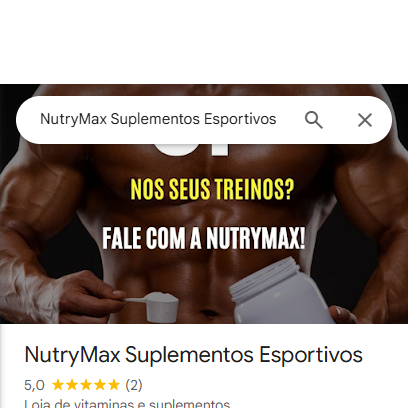 NutryMax Suplementos Esportivos
NOS SEUS TREINOS?
FALE COM A NUTRYMAX!
NutryMax Suplementos Esportivos
5,0 (2)
Loja de vitaminas e suplementos